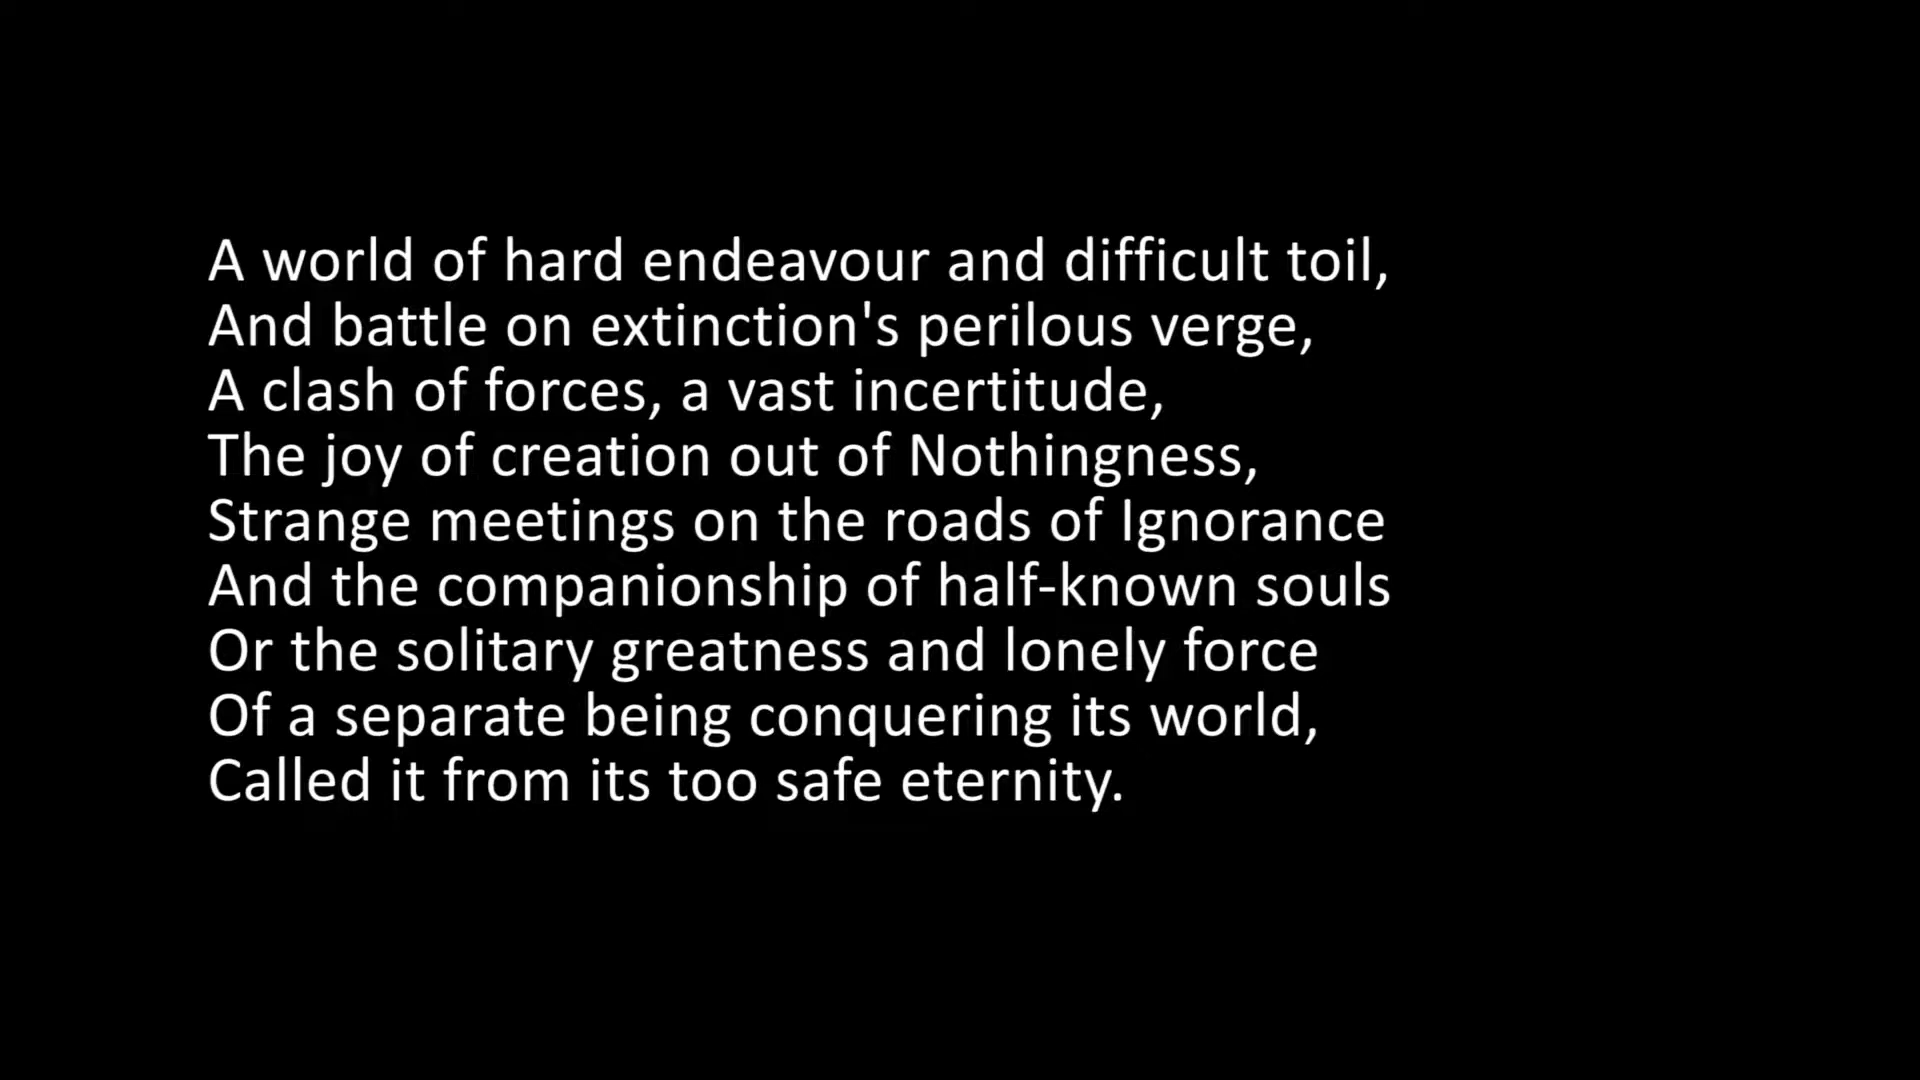 A world of hard endeavour and difficult toil,
And battle on extinction's perilous verge,
A clash of forces, a vast incertitude,
The joy of creation out of Nothingness,
Strange meetings on the roads of Ignorance
And the companionship of half-known souls
Or the solitary greatness and lonely force
Of a separate being conquering its world,
Called it from its too safe eternity.